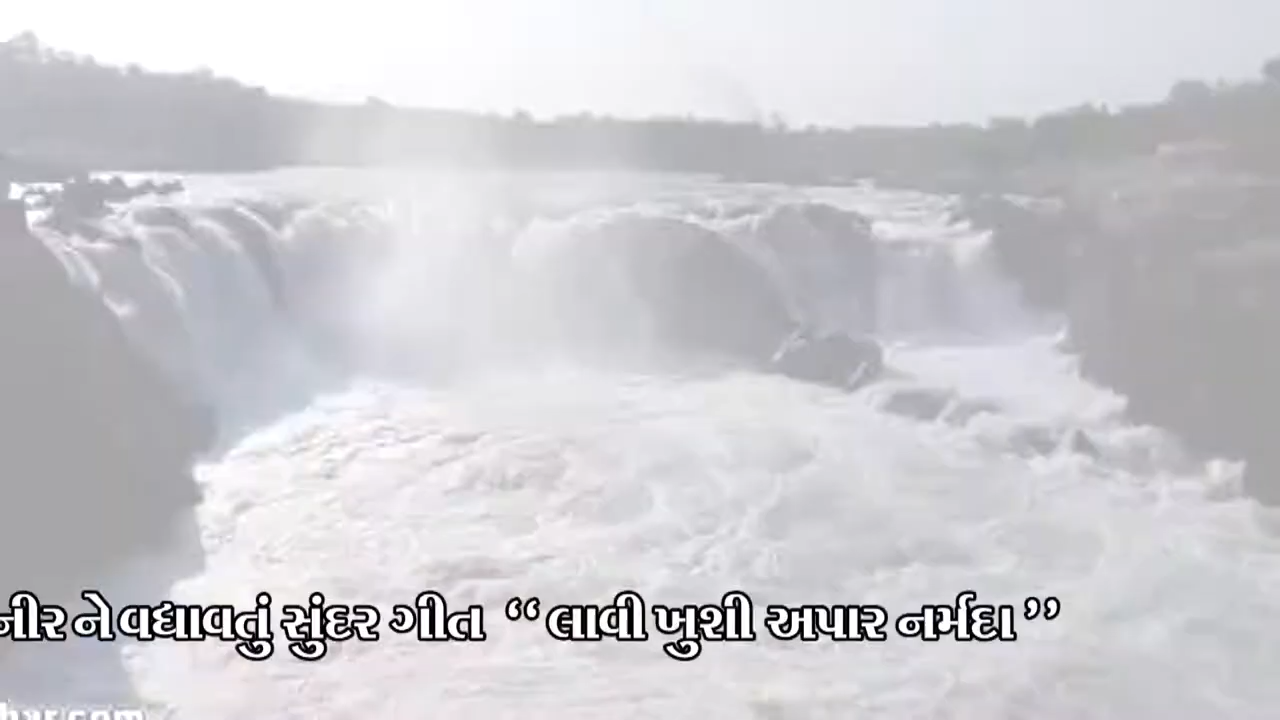 નીર ને વધાવતું સુંદર ગીત “લાવી ખુશી અપાર નર્મદા”